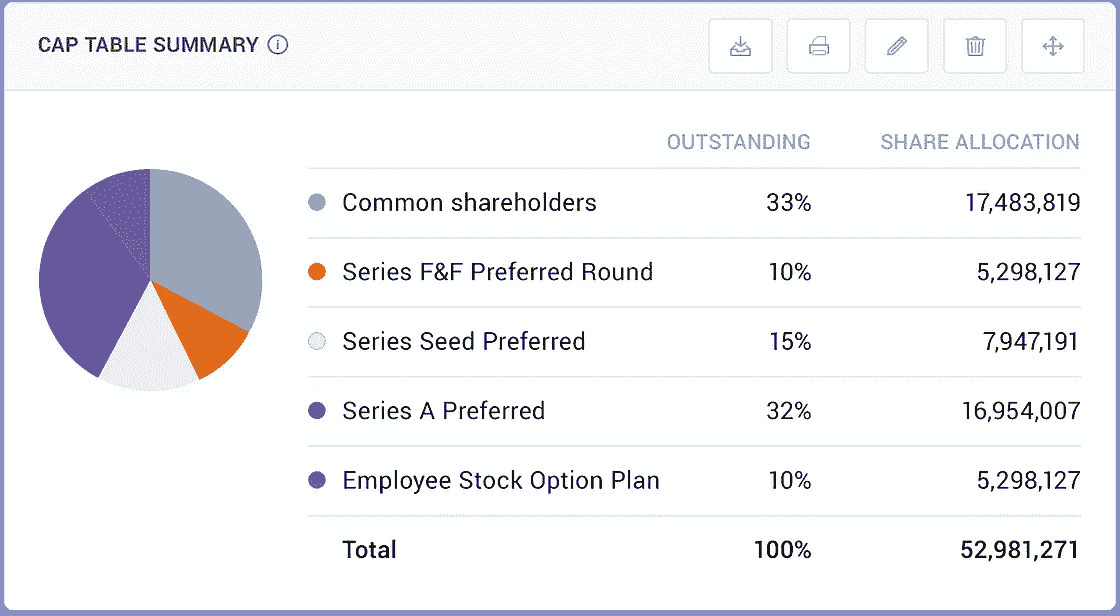 CAP TABLE SUMMARY
OUTSTANDING SHARE ALLOCATION
Common shareholders 33% 17,483,819
Series F&F Preferred Round 10% 5,298,127
Series Seed Preferred 15% 7,947,191
Series A Preferred 32% 16,954,007
Employee Stock Option Plan 10% 5,298,127
Total 100% 52,981,271